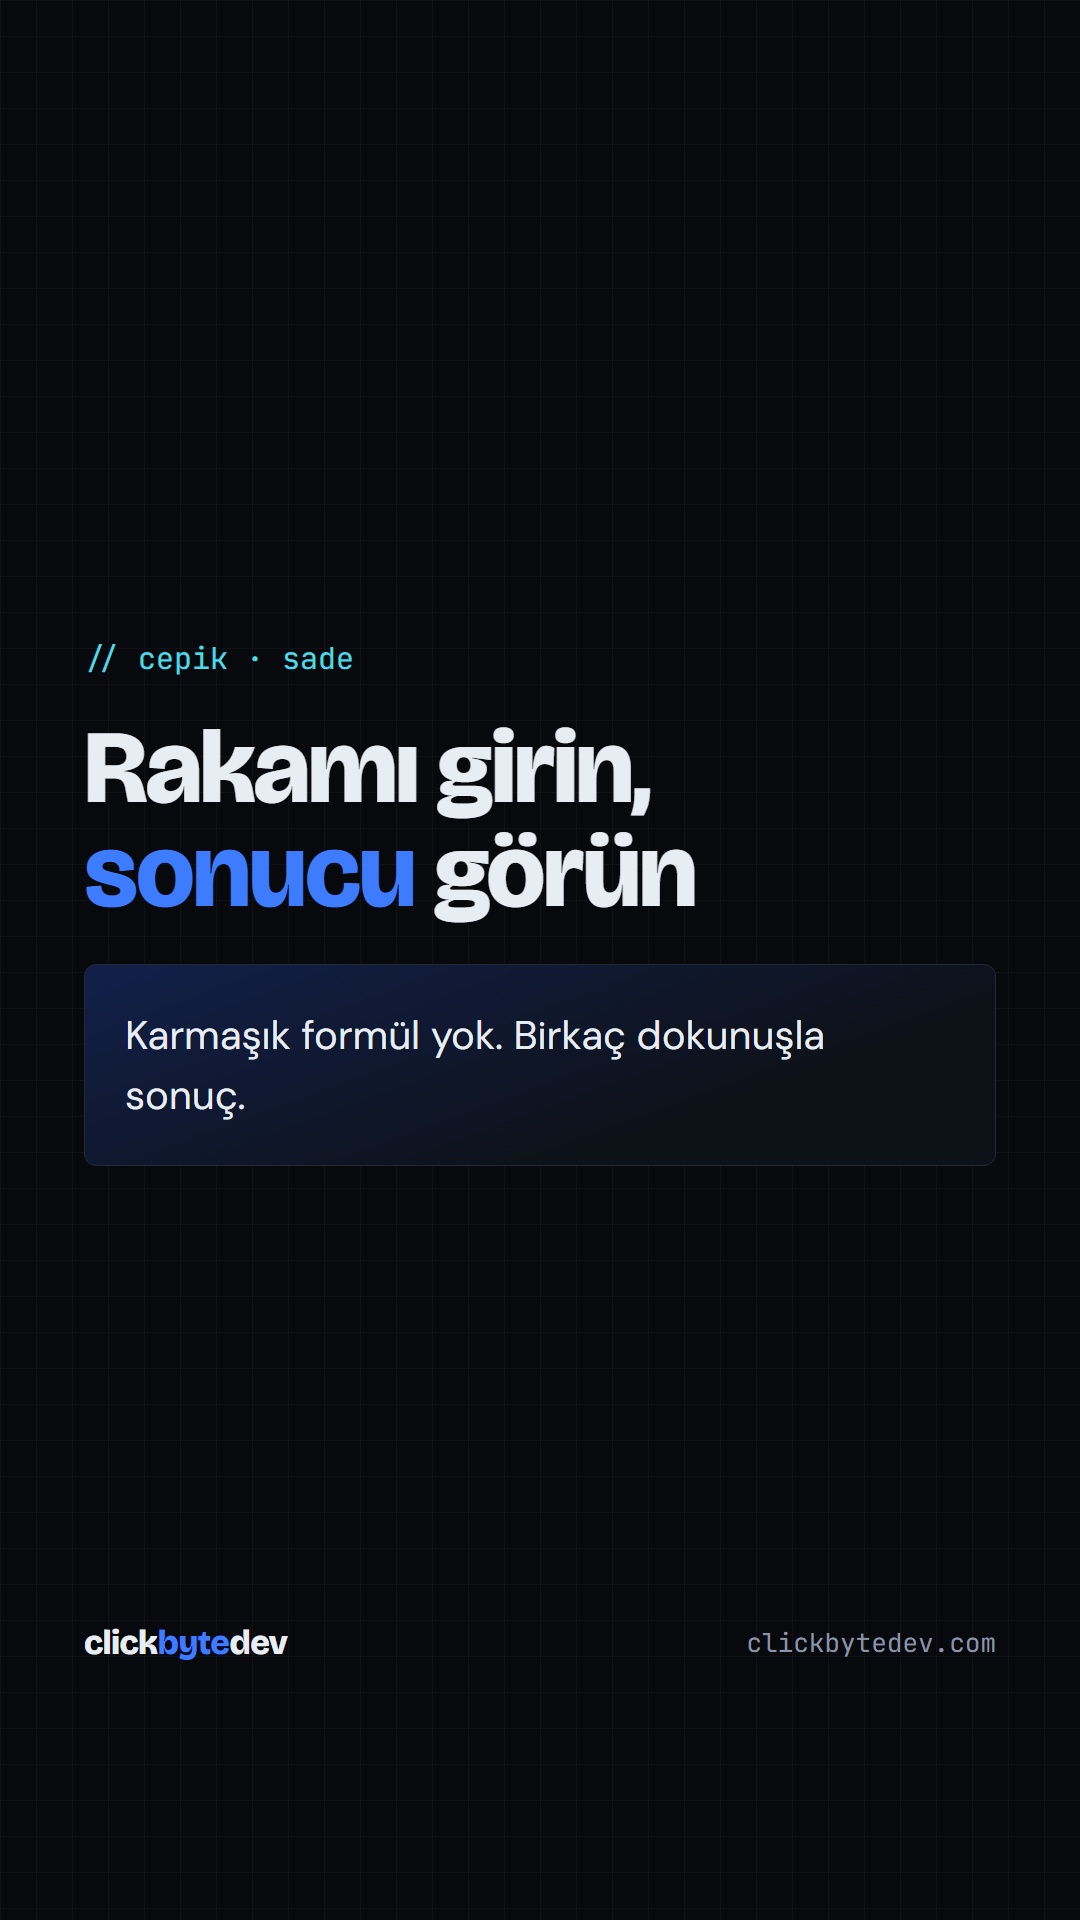 // cepik · sade
Rakamı girin,
sonucu görün
Karmaşık formül yok. Birkaç dokunuşla
sonuç.
clickbytedev
clickbytedev.com